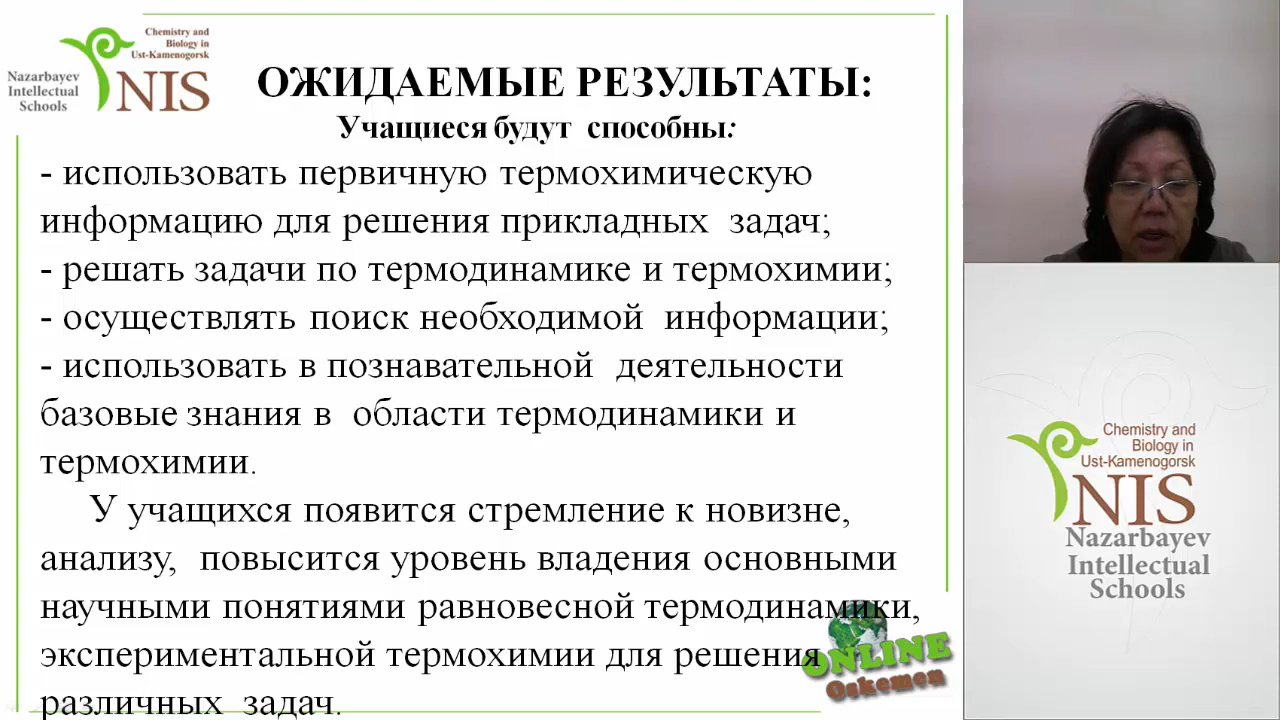 Chemistry and
Biology in
Ust-Kamenogorsk
NIS
Nazarbayev
Intellectual
Schools
ОЖИДАЕМЫЕ РЕЗУЛЬТАТЫ:
Учащиеся будут способны:
- использовать первичную термохимическую
информацию для решения прикладных задач;
- решать задачи по термодинамике и термохимии;
- осуществлять поиск необходимой информации;
- использовать в познавательной деятельности
базовые знания в области термодинамики и
термохимии.
У учащихся появится стремление к новизне,
анализу, повысится уровень владения основными
научными понятиями равновесной термодинамики,
экспериментальной термохимии для решения
различных задач.
ONLINE
Oskemen
Chemistry and
Biology in
Ust-Kamenogorsk
NIS
Nazarbayev
Intellectual
Schools